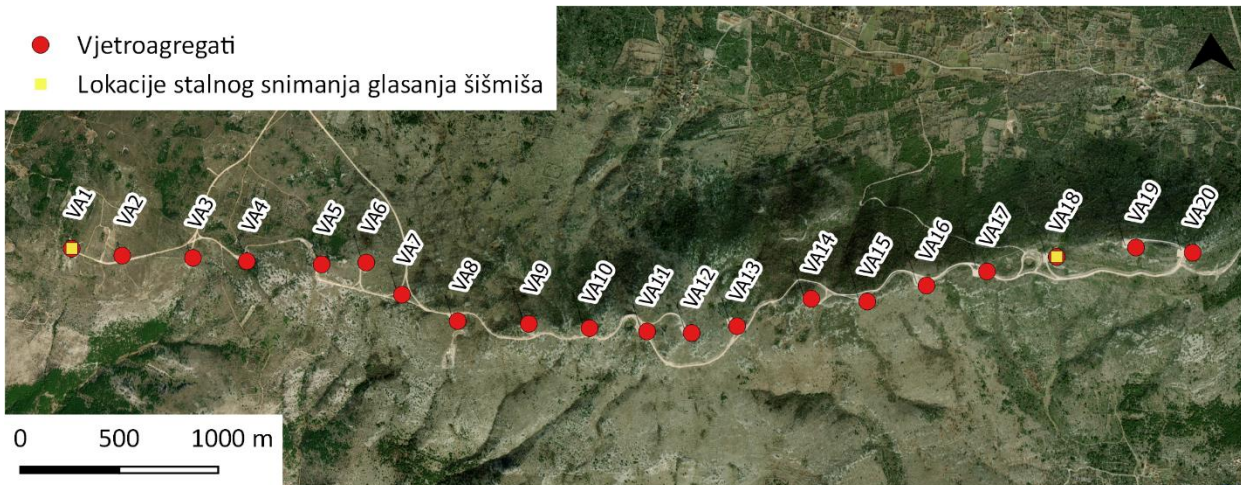 Vjetroagregati
Lokacije stalnog snimanja glasanja šišmiša
VA1
VA2
VA3
VA4
VA5
VA6
VA7
VA8
VA9
VA10
VA11
VA12
VA13
VA14
VA15
VA16
VA17
VA18
VA19
VA20
0 500 1000 m